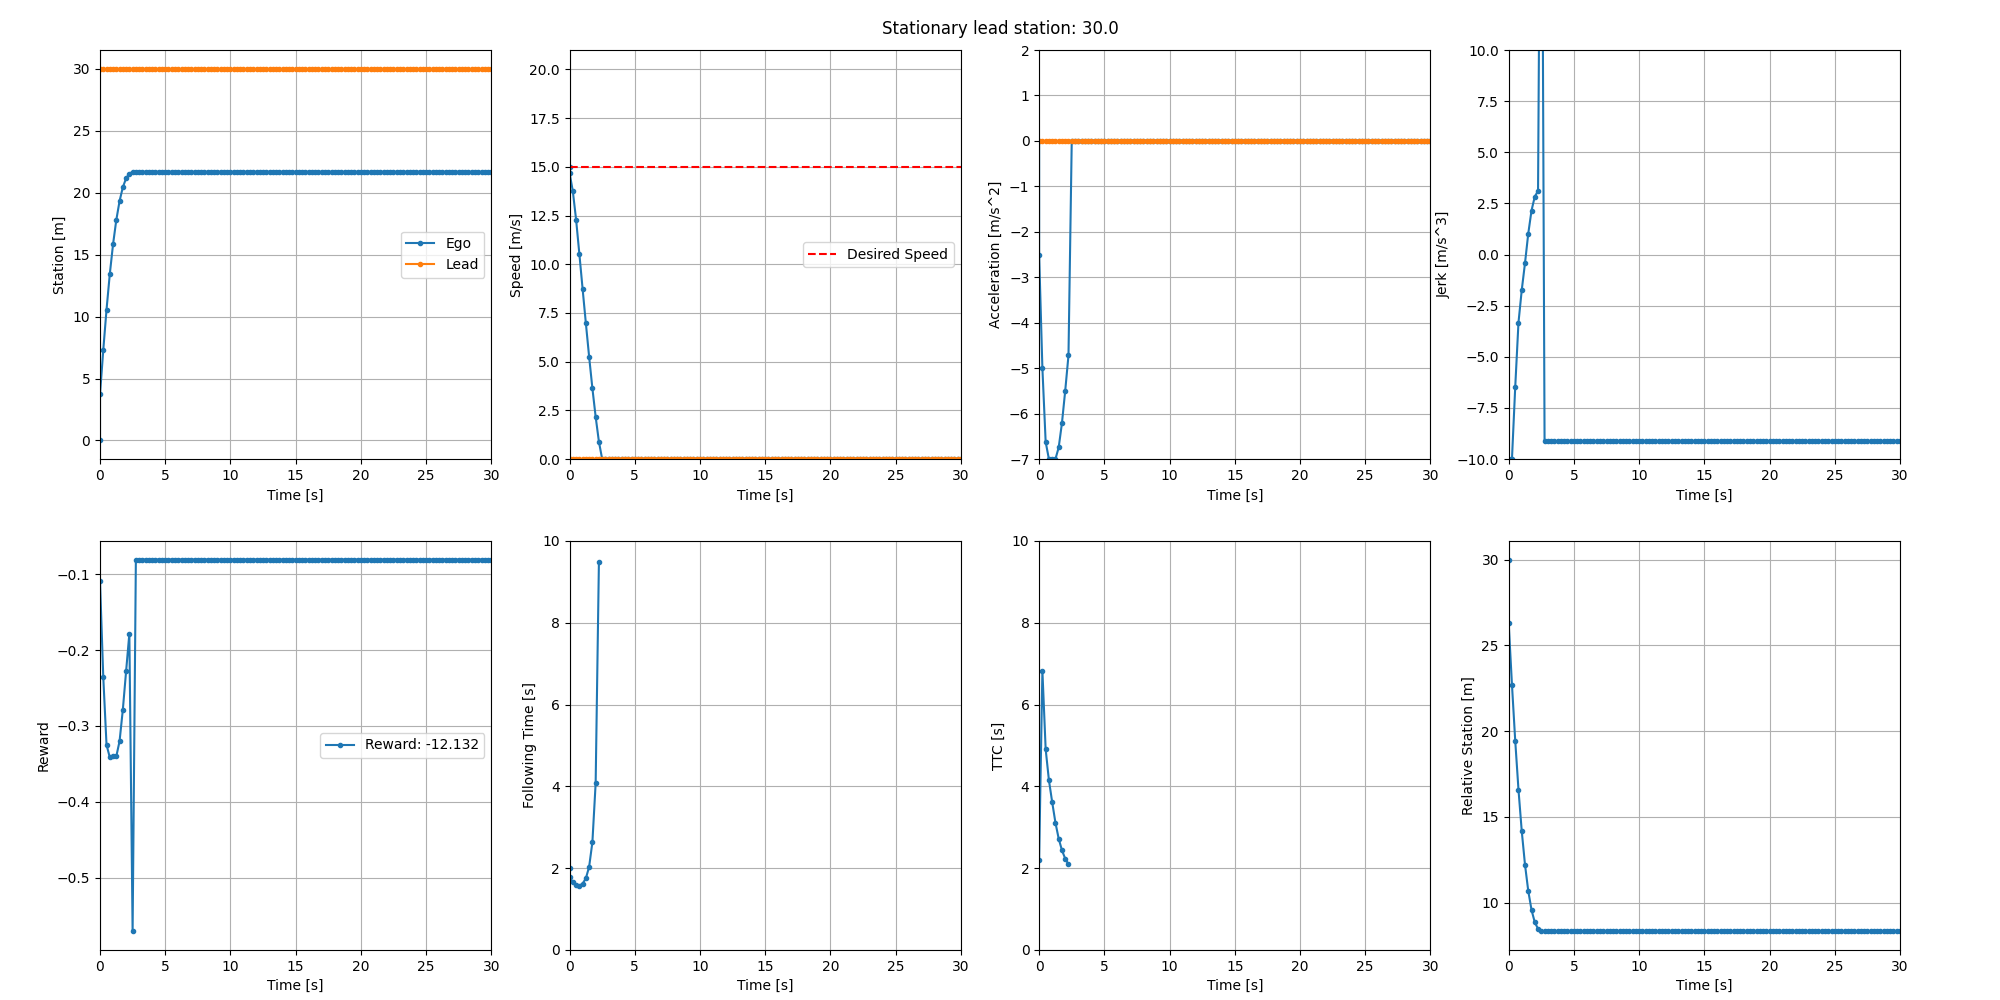 Stationary lead station: 30.0
30
25
20
15
10
5
0
Station [m]
Ego
Lead
0 5 10 15 20 25 30
Time [s]
20.0
17.5
15.0
12.5
10.0
7.5
5.0
2.5
0.0
Speed [m/s]
Desired Speed
0 5 10 15 20 25 30
Time [s]
2
1
0
−1
−2
−3
−4
−5
−6
−7
Acceleration [m/s^2]
0 5 10 15 20 25 30
Time [s]
10.0
7.5
5.0
2.5
0.0
−2.5
−5.0
−7.5
−10.0
Jerk [m/s^3]
0 5 10 15 20 25 30
Time [s]
−0.1
−0.2
−0.3
−0.4
−0.5
Reward
Reward: -12.132
0 5 10 15 20 25 30
Time [s]
10
8
6
4
2
0
Following Time [s]
0 5 10 15 20 25 30
Time [s]
10
8
6
4
2
0
TTC [s]
0 5 10 15 20 25 30
Time [s]
30
25
20
15
10
Relative Station [m]
0 5 10 15 20 25 30
Time [s]